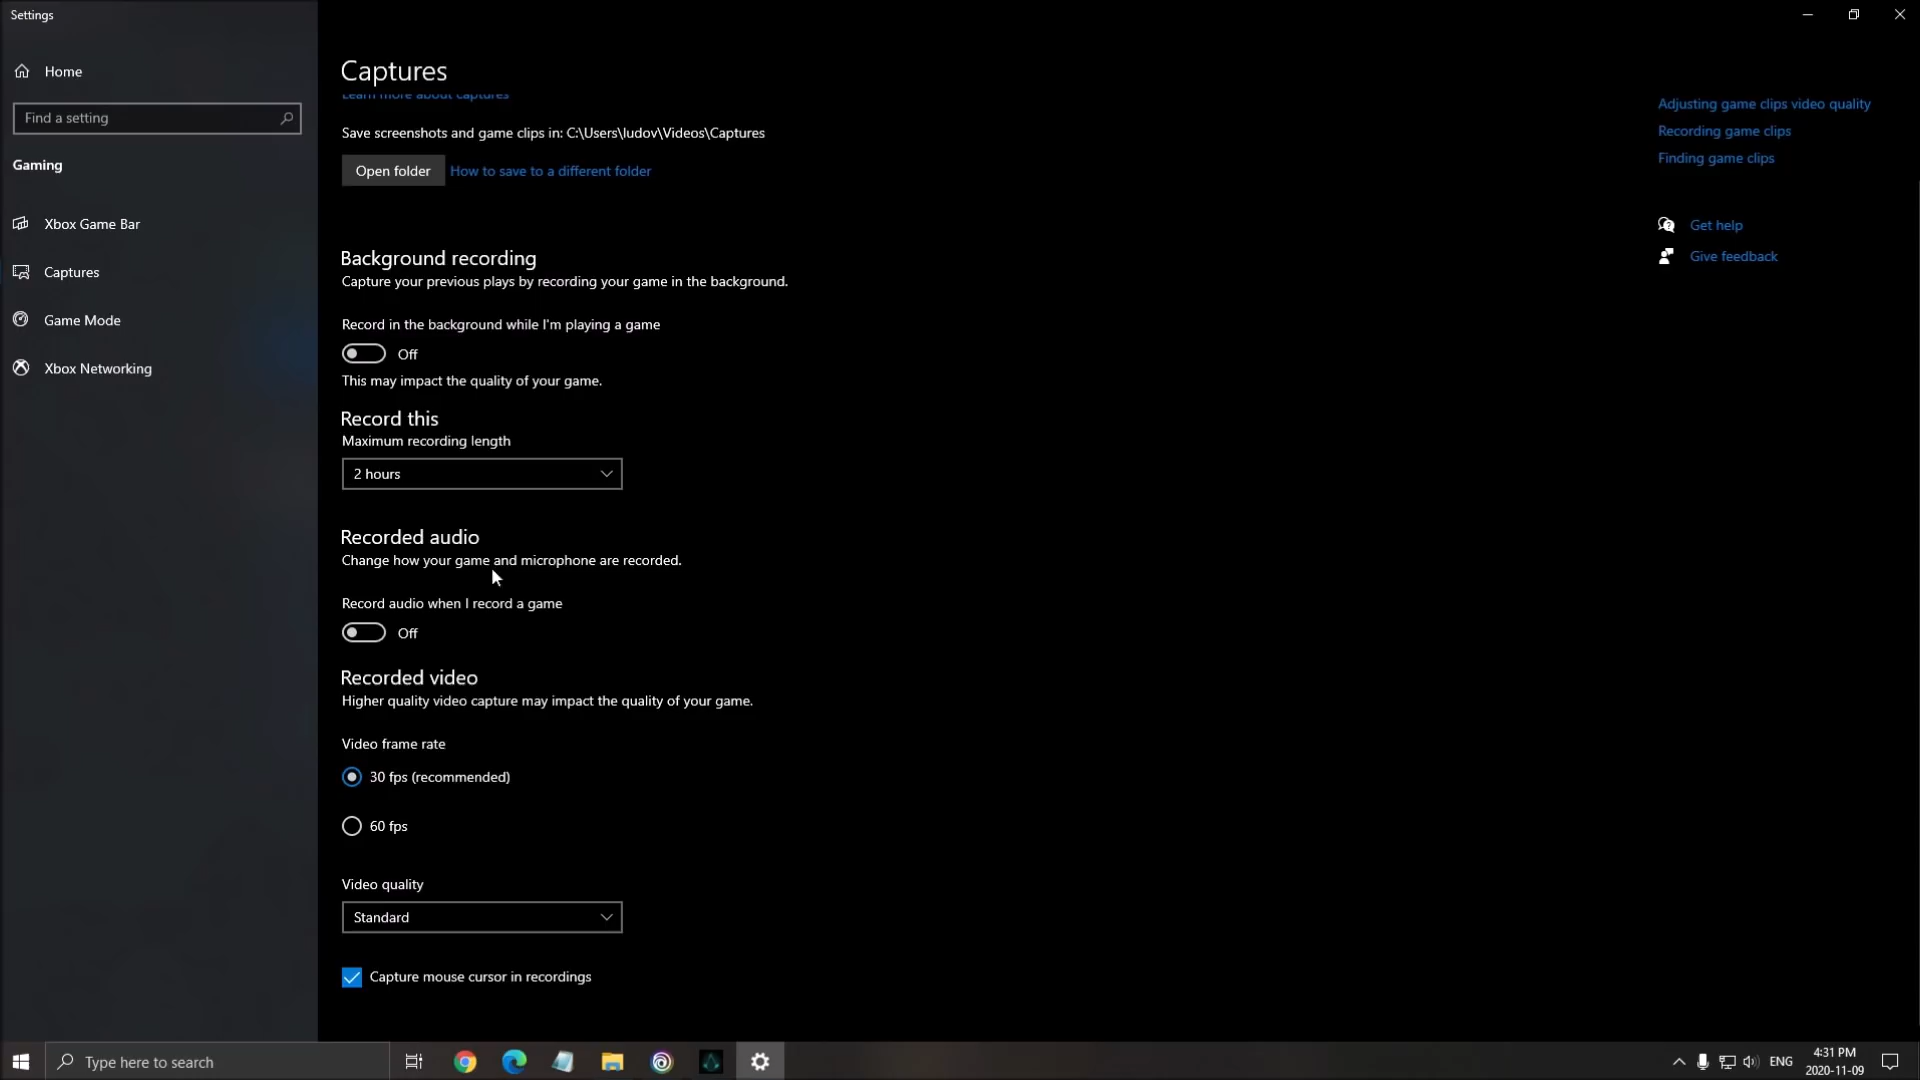 Settings
Home
Find a setting
Gaming
Xbox Game Bar
Captures
Game Mode
Xbox Networking
Captures
Learn more about captures
Save screenshots and game clips in: C:\Users\ludov\Videos\Captures
Open folder
How to save to a different folder
Background recording
Capture your previous plays by recording your game in the background.
Record in the background while I'm playing a game
Off
This may impact the quality of your game.
Record this
Maximum recording length
2 hours
Recorded audio
Change how your game and microphone are recorded.
Record audio when I record a game
Off
Recorded video
Higher quality video capture may impact the quality of your game.
Video frame rate
30 fps (recommended)
60 fps
Video quality
Standard
Capture mouse cursor in recordings
Adjusting game clips video quality
Recording game clips
Finding game clips
Get help
Give feedback
Type here to search
ENG
4:31 PM
2020-11-09